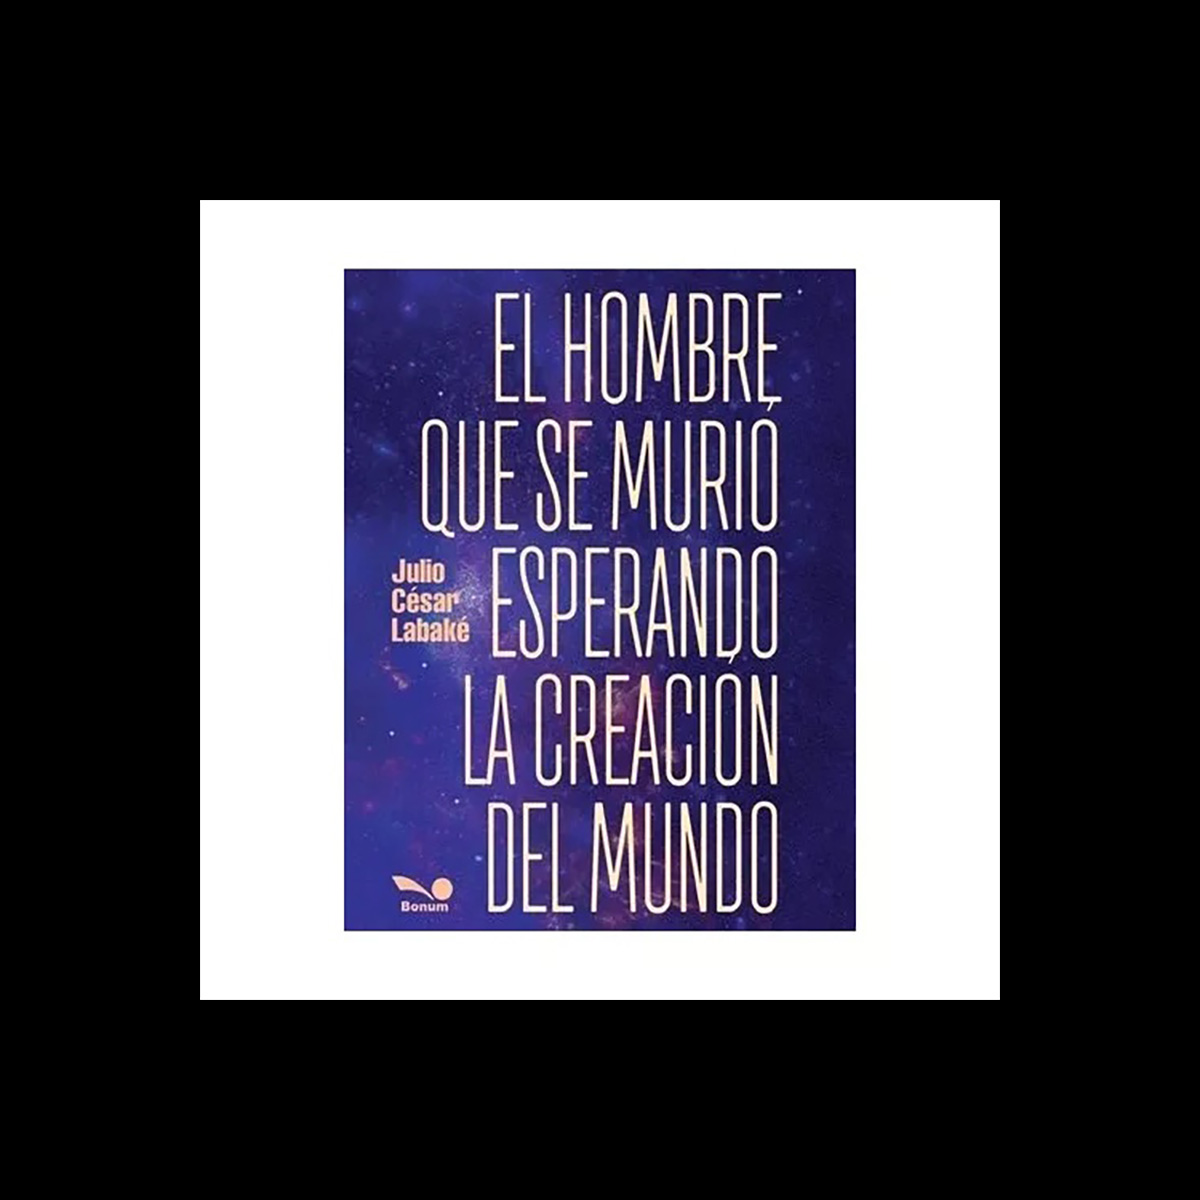 EL HOMBRE
QUE SE MURIÓ
ESPERANDO
LA CREACIÓN
DEL MUNDO
Julio
César
Labaké
Bonum